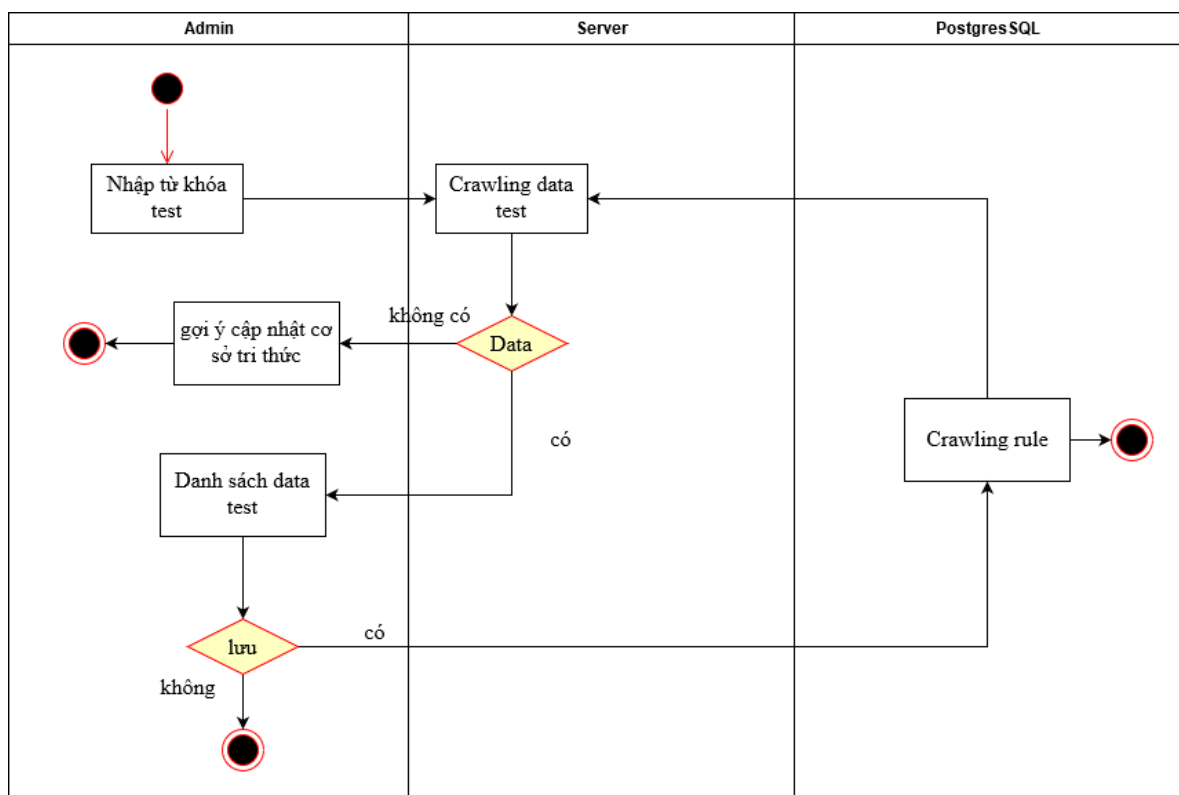 Admin
Server
PostgresSQL
Nhập từ khóa
test
Crawling data
test
gợi ý cập nhật cơ
sở tri thức
không có
Data
Crawling rule
có
Danh sách data
test
lưu
có
không